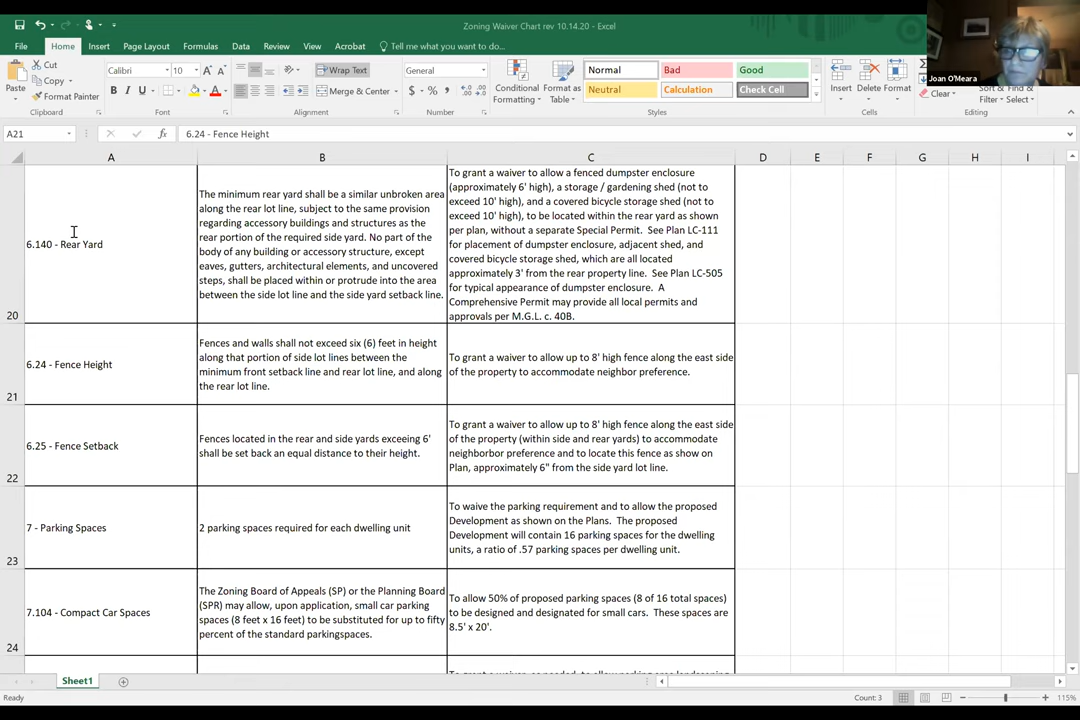 Zoning Waiver Chart rev 10.14.20 - Excel
File Home Insert Page Layout Formulas Data Review View Acrobat Tell me what you want to do...
Joan O'Meara
Paste
Cut
Copy
Format Painter
Clipboard
Calibri 10
B I U
Font
Wrap Text
Merge & Center
Alignment
General
$ % ,
Number
Conditional Formatting
Format as Table
Normal Bad Good
Neutral Calculation Check Cell
Styles
Insert Delete Format
Cells
Clear
Sort & Find &
Filter Select
Editing
A21 fx 6.24 - Fence Height
A B C D E F G H I
20
6.140 - Rear Yard
The minimum rear yard shall be a similar unbroken area
along the rear lot line, subject to the same provision
regarding accessory buildings and structures as the
rear portion of the required side yard. No part of the
body of any building or accessory structure, except
eaves, gutters, architectural elements, and uncovered
steps, shall be placed within or protrude into the area
between the side lot line and the side yard setback line.
To grant a waiver to allow a fenced dumpster enclosure
(approximately 6' high), a storage / gardening shed (not to
exceed 10' high), and a covered bicycle storage shed (not to
exceed 10' high), to be located within the rear yard as shown
per plan, without a separate Special Permit. See Plan LC-111
for placement of dumpster enclosure, adjacent shed, and
covered bicycle storage shed, which are all located
approximately 3' from the rear property line. See Plan LC-505
for typical appearance of dumpster enclosure. A
Comprehensive Permit may provide all local permits and
approvals per M.G.L. c. 40B.
21
6.24 - Fence Height
Fences and walls shall not exceed six (6) feet in height
along that portion of side lot lines between the
minimum front setback line and rear lot line, and along
the rear lot line.
To grant a waiver to allow up to 8' high fence along the east side
of the property to accommodate neighbor preference.
22
6.25 - Fence Setback
Fences located in the rear and side yards exceeing 6'
shall be set back an equal distance to their height.
To grant a waiver to allow up to 8' high fence along the east side
of the property (within side and rear yards) to accommodate
neighborbor preference and to locate this fence as show on
Plan, approximately 6" from the side yard lot line.
23
7 - Parking Spaces
2 parking spaces required for each dwelling unit
To waive the parking requirement and to allow the proposed
Development as shown on the Plans. The proposed
Development will contain 16 parking spaces for the dwelling
units, a ratio of .57 parking spaces per dwelling unit.
24
7.104 - Compact Car Spaces
The Zoning Board of Appeals (SP) or the Planning Board
(SPR) may allow, upon application, small car parking
spaces (8 feet x 16 feet) to be substituted for up to fifty
percent of the standard parkingspaces.
To allow 50% of proposed parking spaces (8 of 16 total spaces)
to be designed and designated for small cars. These spaces are
8.5' x 20'.
Sheet1
Ready
Count: 3
115%